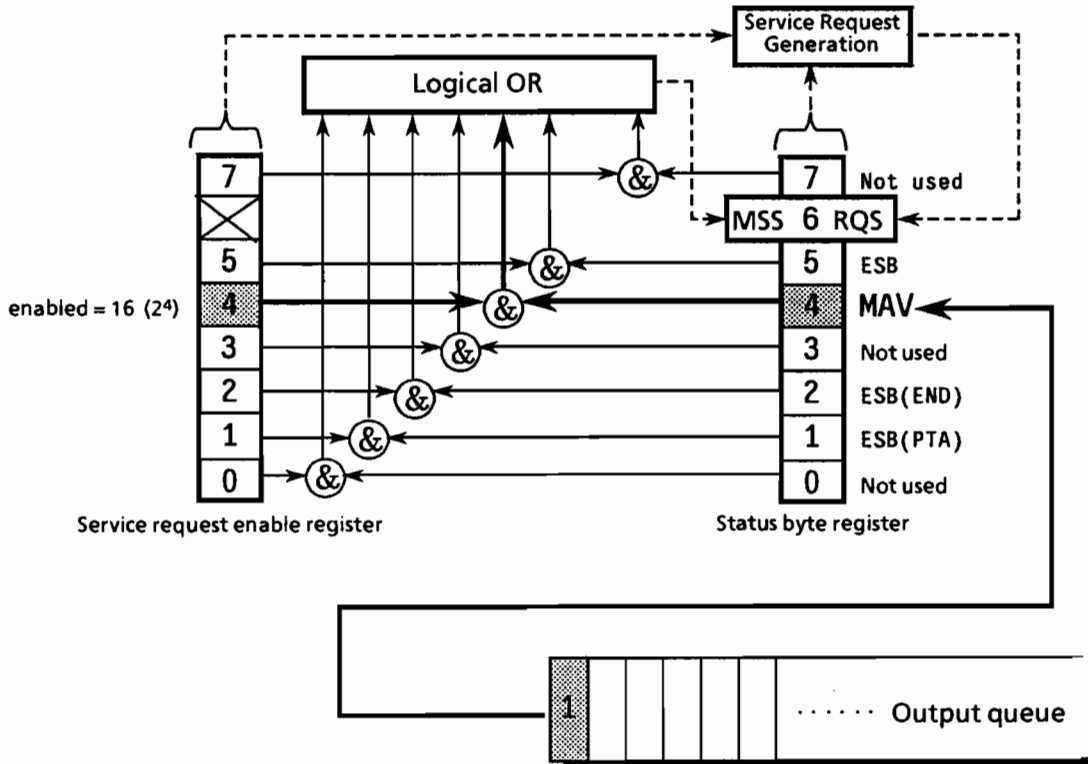 Service Request
Generation
Logical OR
7
&
7
Not used
MSS 6 RQS
5
&
5
ESB
enabled = 16 (2⁴)
4
&
4
MAV
3
&
3
Not used
2
&
2
ESB(END)
1
&
1
ESB(PTA)
0
&
0
Not used
Service request enable register
Status byte register
1
...... Output queue